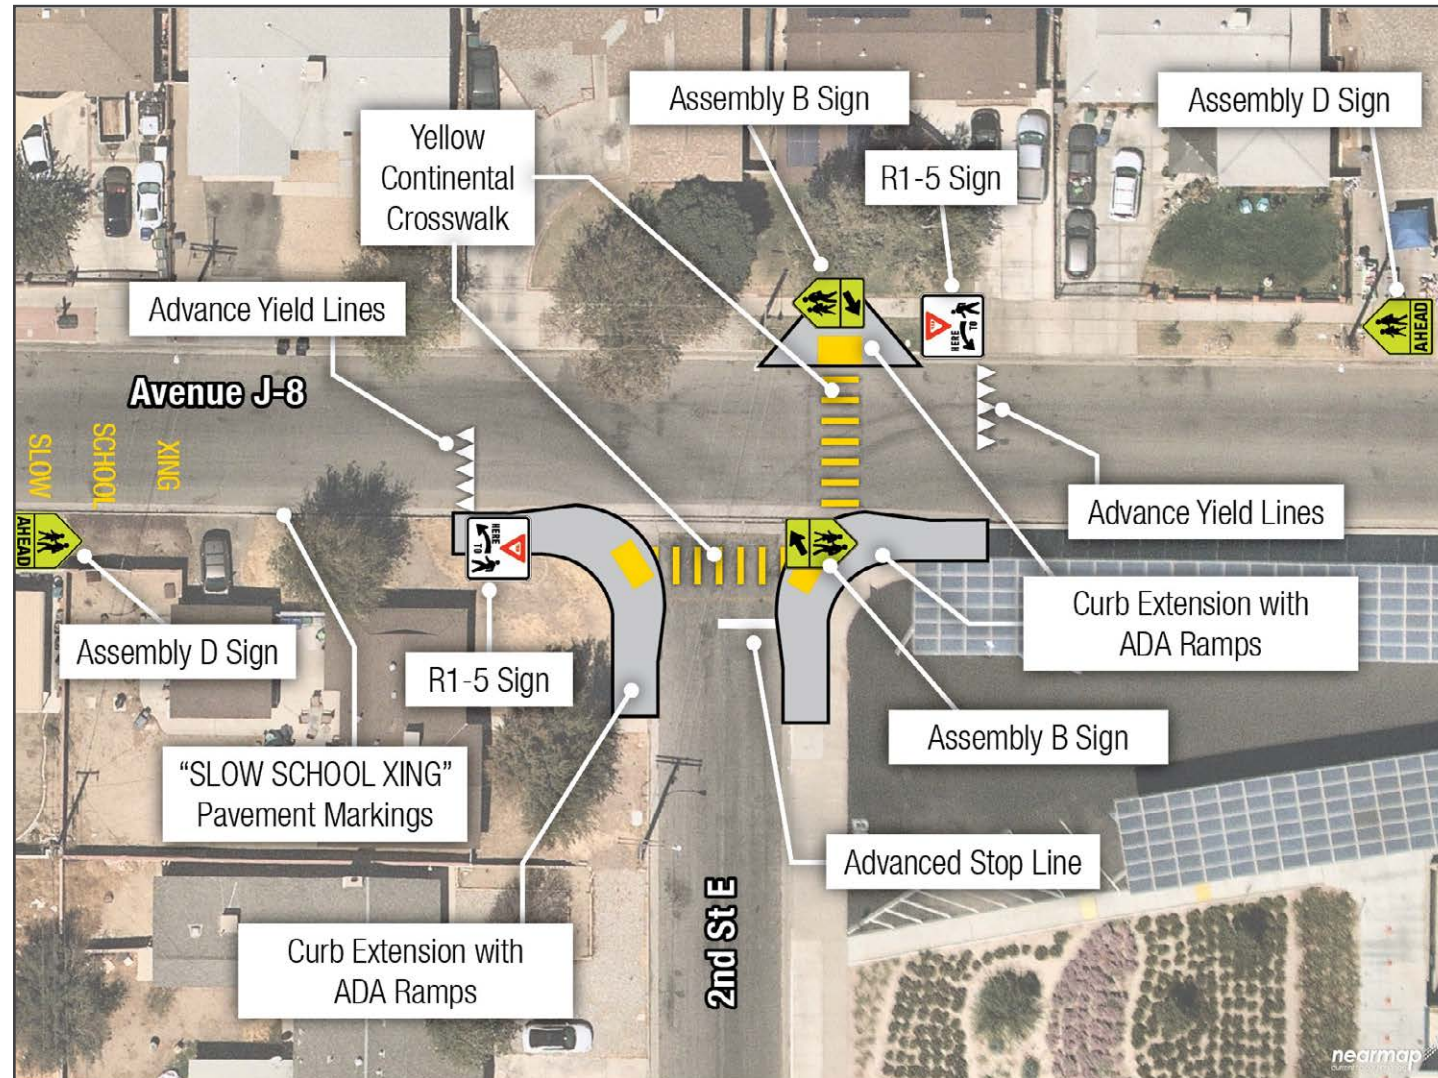 Assembly B Sign
Assembly D Sign
Yellow
Continental
Crosswalk
R1-5 Sign
Advance Yield Lines
AHEAD
HERE
TO
Avenue J-8
SLOW
SCHOOL
XING
Advance Yield Lines
AHEAD
HERE
TO
Curb Extension with
ADA Ramps
Assembly D Sign
R1-5 Sign
Assembly B Sign
"SLOW SCHOOL XING"
Pavement Markings
Advanced Stop Line
2nd St E
Curb Extension with
ADA Ramps
nearmap